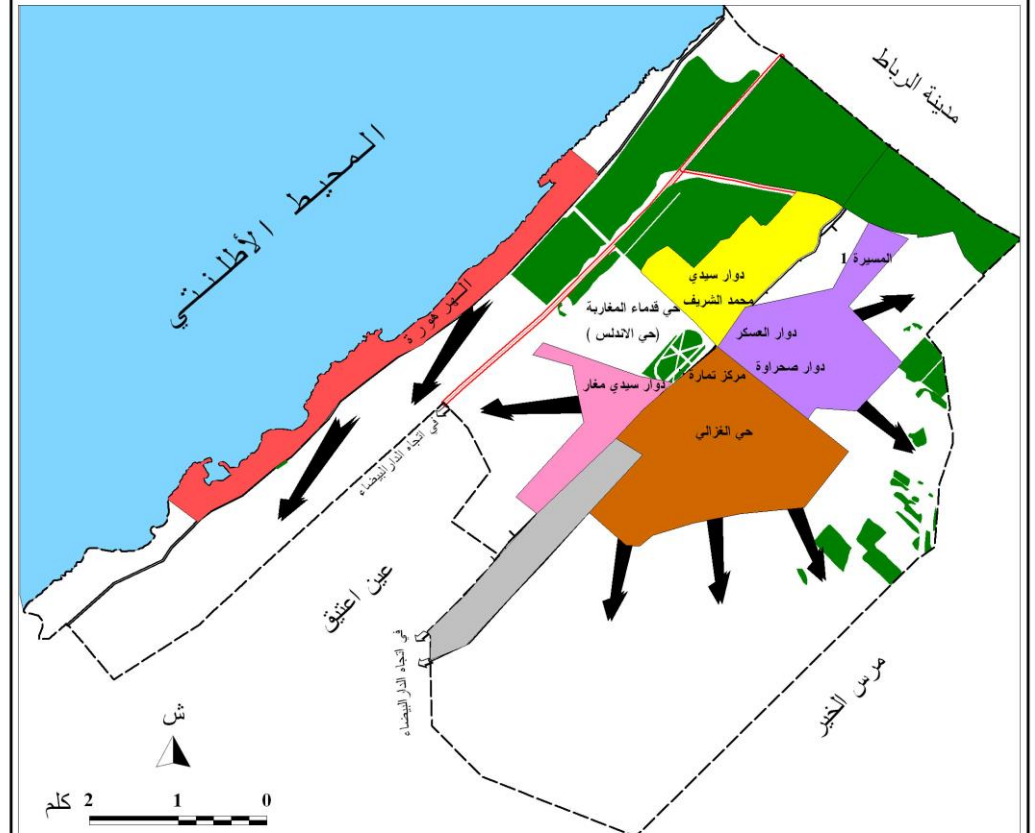 مدينة الرباط
المحيط الأطلنتي
الهرهورة
المسيرة 1
دوار سيدي
محمد الشريف
حي قدماء المغاربة
(حي الاندلس )
دوار العسكر
دوار صحراوة
مركز تمارة
دوار سيدي مغار
حي الغزالي
في اتجاه الدار البيضاء
عين اعتيق
في اتجاه الدار البيضاء
مرس الخير
ش
كلم 2 1 0